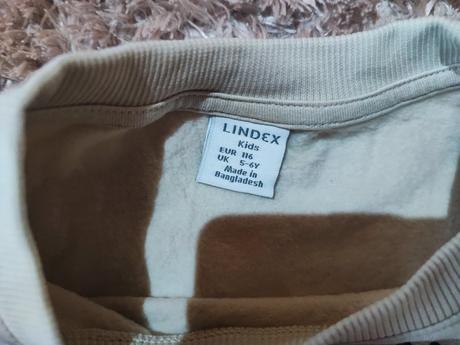 LINDEX
Kids
EUR 116
UK 5-6Y
Made in
Bangladesh